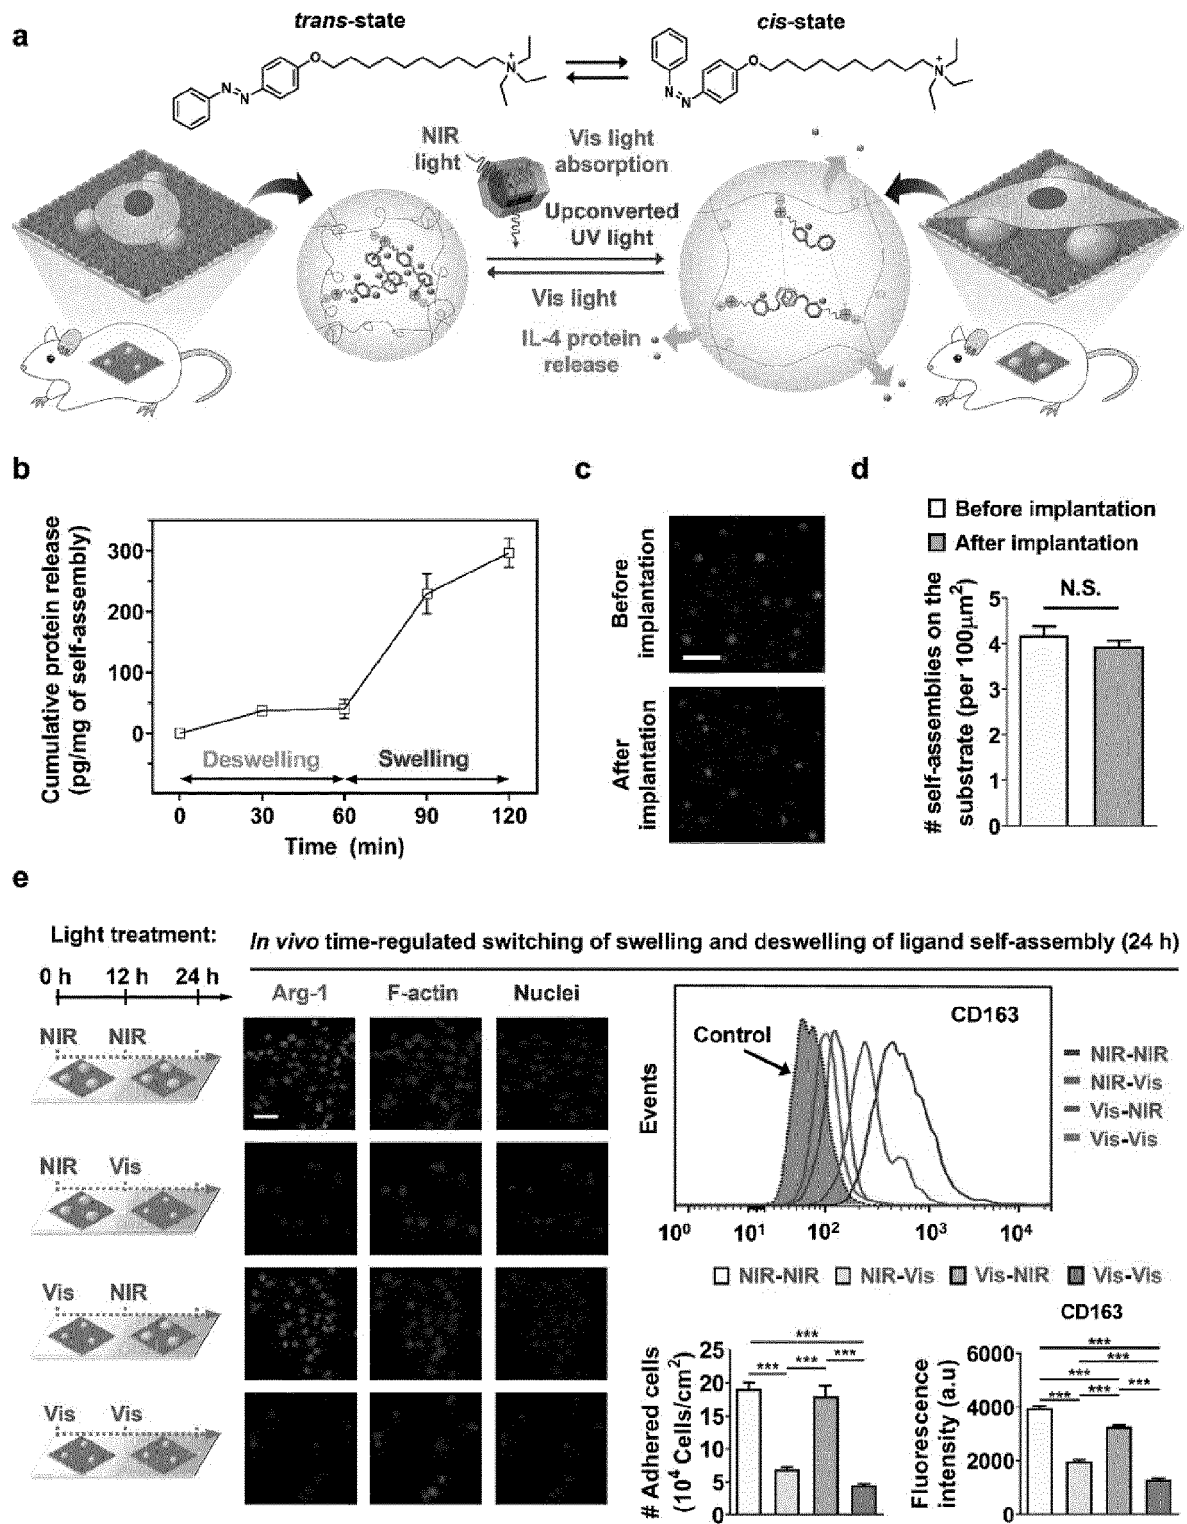 a
trans-state
cis-state
O
N
N
N
+
O
N
N
N
+
NIR
light
Vis light
absorption
Upconverted
UV light
Vis light
IL-4 protein
release
b
Cumulative protein release
(pg/mg of self-assembly)
300
200
100
0
Deswelling
Swelling
0
30
60
90
120
Time (min)
c
Before
implantation
After
implantation
d
Before implantation
After implantation
# self-assemblies on the
substrate (per 100µm²)
N.S.
5
4
3
2
1
0
e
Light treatment:
0 h 12 h 24 h
In vivo time-regulated switching of swelling and deswelling of ligand self-assembly (24 h)
Arg-1
F-actin
Nuclei
NIR NIR
NIR Vis
Vis NIR
Vis Vis
CD163
Control
Events
10⁰ 10¹ 10² 10³ 10⁴
NIR-NIR
NIR-Vis
Vis-NIR
Vis-Vis
NIR-NIR NIR-Vis Vis-NIR Vis-Vis
# Adhered cells
(10⁴ Cells/cm²)
25
20
15
10
5
0
***
*** *** ***
CD163
Fluorescence
intensity (a.u)
6000
4000
2000
0
***
***
***
*** *** ***